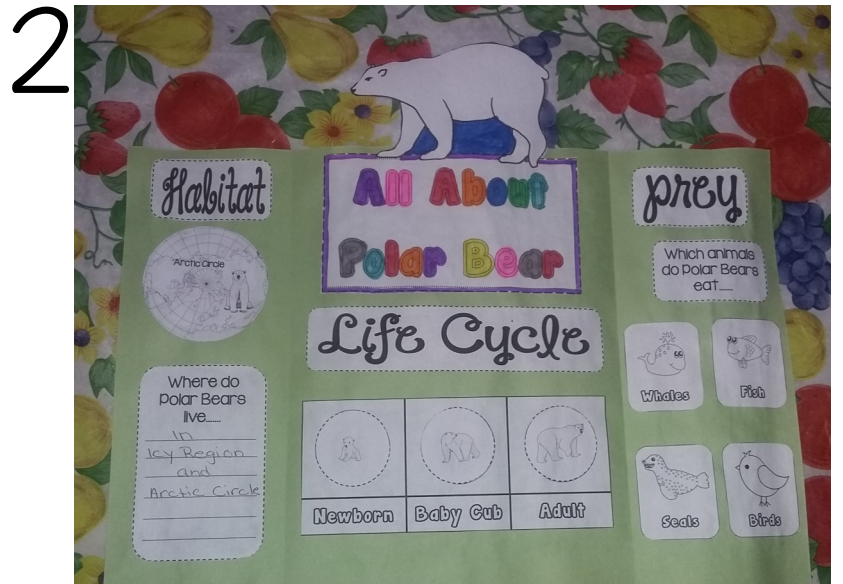 2
Habitat
Arctic Circle
Where do
Polar Bears
live......
In
Icy Region
and
Arctic Circle
All About
Polar Bear
Life Cycle
Newborn
Baby Cub
Adult
prey
Which animals
do Polar Bears
eat.....
Whales
Fish
Seals
Birds